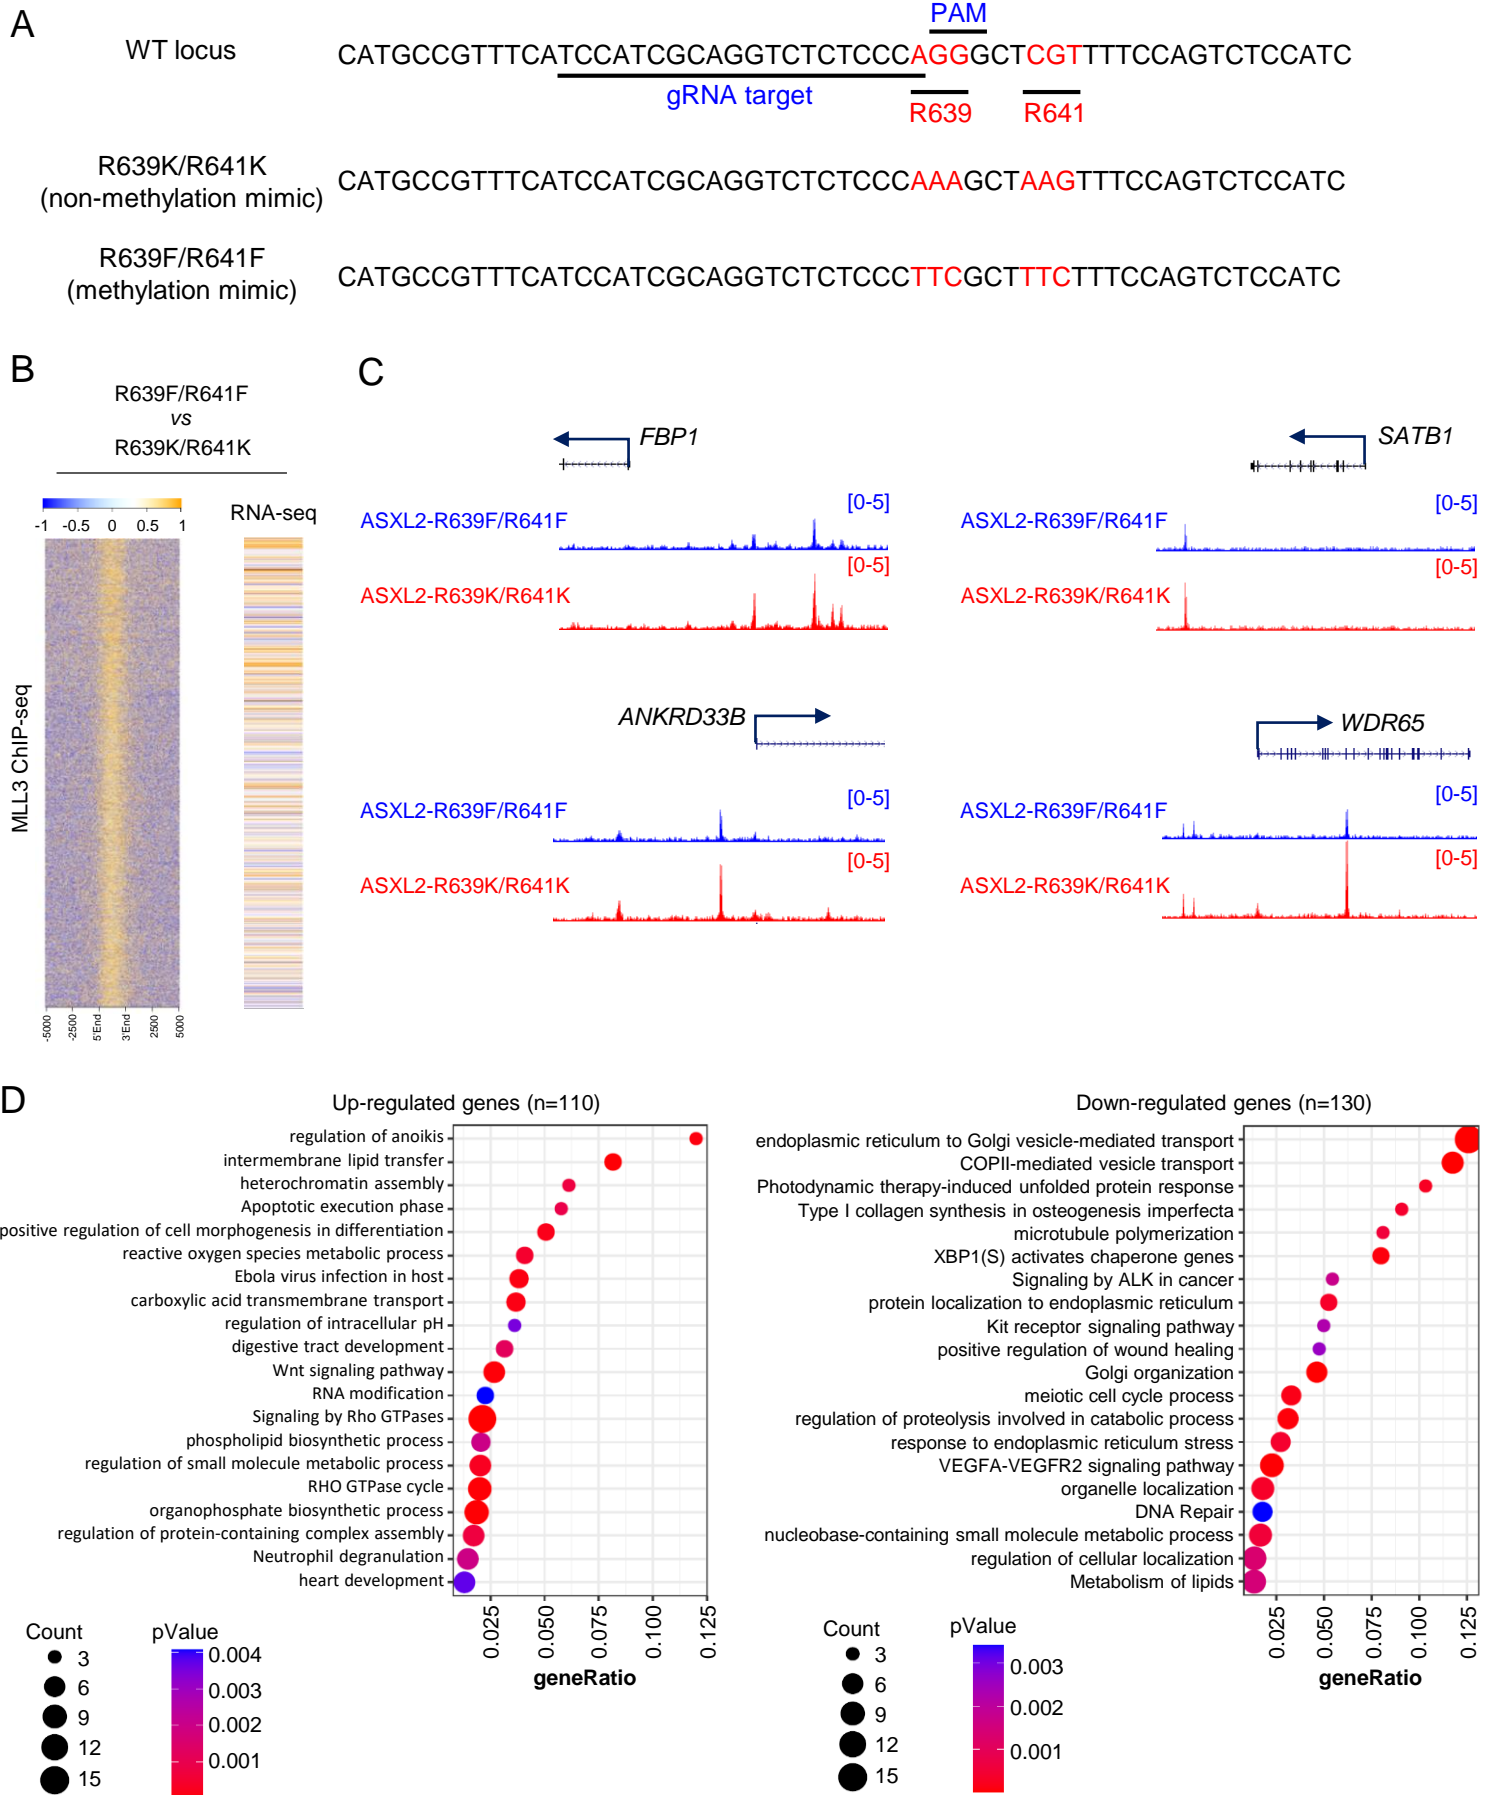 A
PAM
WT locus
CATGCCGTTTCATCCATCGCAGGTCTCTCCCAGGGCTCGTTTTCCAGTCTCCATC
gRNA target
R639
R641
R639K/R641K
(non-methylation mimic)
CATGCCGTTTCATCCATCGCAGGTCTCTCCCAAAGCTAAGTTTCCAGTCTCCATC
R639F/R641F
(methylation mimic)
CATGCCGTTTCATCCATCGCAGGTCTCTCCCTTCGCTTTCTTTCCAGTCTCCATC
B
R639F/R641F
vs
R639K/R641K
-1 -0.5 0 0.5 1
RNA-seq
MLL3 ChIP-seq
-5000
-2500
5'End
3'End
2500
5000
C
FBP1
[0-5]
ASXL2-R639F/R641F
[0-5]
ASXL2-R639K/R641K
SATB1
[0-5]
ASXL2-R639F/R641F
[0-5]
ASXL2-R639K/R641K
ANKRD33B
[0-5]
ASXL2-R639F/R641F
[0-5]
ASXL2-R639K/R641K
WDR65
[0-5]
ASXL2-R639F/R641F
[0-5]
ASXL2-R639K/R641K
D
Up-regulated genes (n=110)
regulation of anoikis
intermembrane lipid transfer
heterochromatin assembly
Apoptotic execution phase
positive regulation of cell morphogenesis in differentiation
reactive oxygen species metabolic process
Ebola virus infection in host
carboxylic acid transmembrane transport
regulation of intracellular pH
digestive tract development
Wnt signaling pathway
RNA modification
Signaling by Rho GTPases
phospholipid biosynthetic process
regulation of small molecule metabolic process
RHO GTPase cycle
organophosphate biosynthetic process
regulation of protein-containing complex assembly
Neutrophil degranulation
heart development
0.025
0.050
0.075
0.100
0.125
geneRatio
Count
3
6
9
12
15
pValue
0.004
0.003
0.002
0.001
Down-regulated genes (n=130)
endoplasmic reticulum to Golgi vesicle-mediated transport
COPII-mediated vesicle transport
Photodynamic therapy-induced unfolded protein response
Type I collagen synthesis in osteogenesis imperfecta
microtubule polymerization
XBP1(S) activates chaperone genes
Signaling by ALK in cancer
protein localization to endoplasmic reticulum
Kit receptor signaling pathway
positive regulation of wound healing
Golgi organization
meiotic cell cycle process
regulation of proteolysis involved in catabolic process
response to endoplasmic reticulum stress
VEGFA-VEGFR2 signaling pathway
organelle localization
DNA Repair
nucleobase-containing small molecule metabolic process
regulation of cellular localization
Metabolism of lipids
0.025
0.050
0.075
0.100
0.125
geneRatio
Count
3
6
9
12
15
pValue
0.003
0.002
0.001